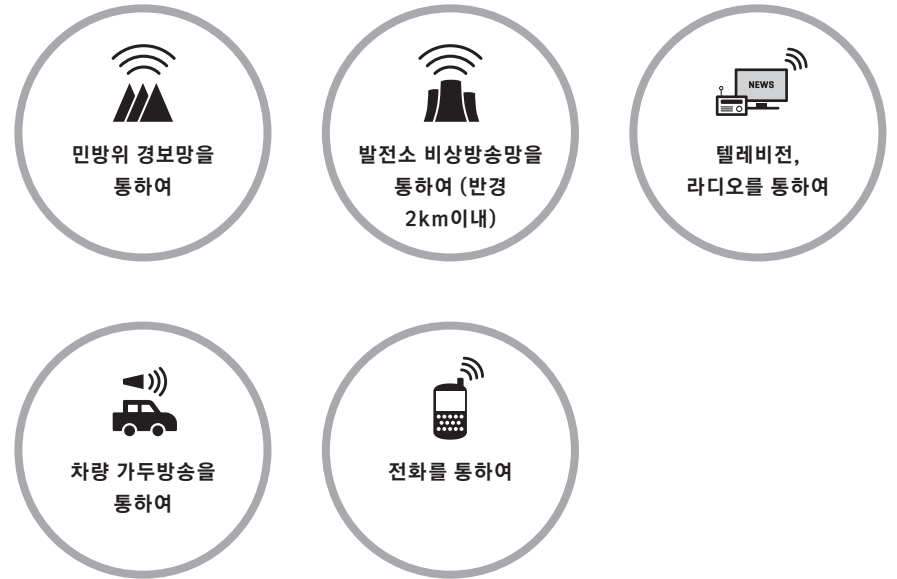 민방위 경보망을
통하여
발전소 비상방송망을
통하여 (반경
2km이내)
NEWS
텔레비전,
라디오를 통하여
차량 가두방송을
통하여
전화를 통하여